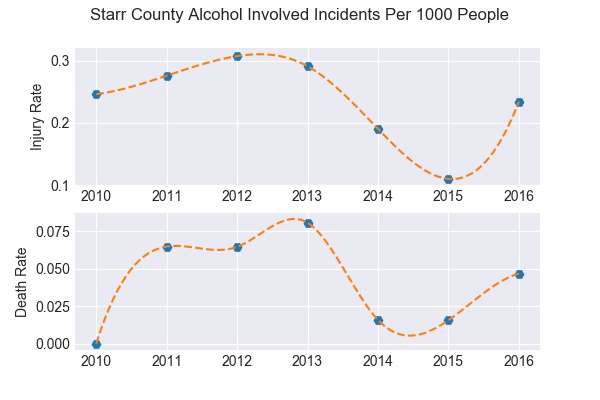 Starr County Alcohol Involved Incidents Per 1000 People
Injury Rate
0.3
0.2
0.1
2010 2011 2012 2013 2014 2015 2016
Death Rate
0.075
0.050
0.025
0.000
2010 2011 2012 2013 2014 2015 2016